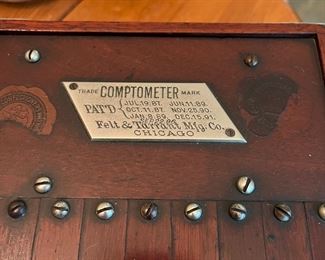 TRADE COMPTOMETER MARK
PAT'D JUL.19.87. JUN.11.89.
OCT.11.87. NOV.25.90.
JAN.8.89. DEC.15.91.
Felt & Tarrant Mfg. Co.
CHICAGO